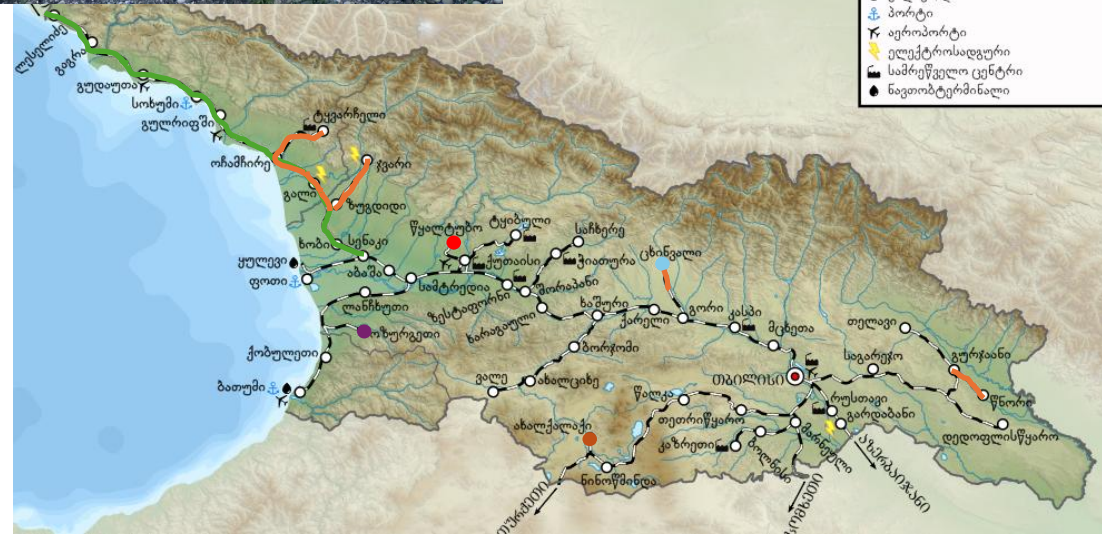 პორტი
აეროპორტი
ელექტროსადგური
სამრეწველო ცენტრი
ნავთობტერმინალი
ლესელიძე
გაგრა
გუდაუთა
სოხუმი
გულრიფში
ოჩამჩირე
ტყვარჩელი
გალი
ჯვარი
ზუგდიდი
ხობი
სენაკი
ყულევი
ფოთი
აბაშა
წყალტუბო
ტყიბული
ქუთაისი
საჩხერე
ჭიათურა
სამტრედია
ზესტაფონი
შორაპანი
ხარაგაული
ლანჩხუთი
ოზურგეთი
ქობულეთი
ბათუმი
ცხინვალი
ხაშური
ქარელი
გორი
კასპი
მცხეთა
ბორჯომი
ვალე
ახალციხე
თბილისი
თელავი
გურჯაანი
საგარეჯო
წნორი
დედოფლისწყარო
რუსთავი
გარდაბანი
წალკა
თეთრიწყარო
მარნეული
კაზრეთი
ბოლნისი
ახალქალაქი
ნინოწმინდა
თურქეთი
აზერბაიჯანი